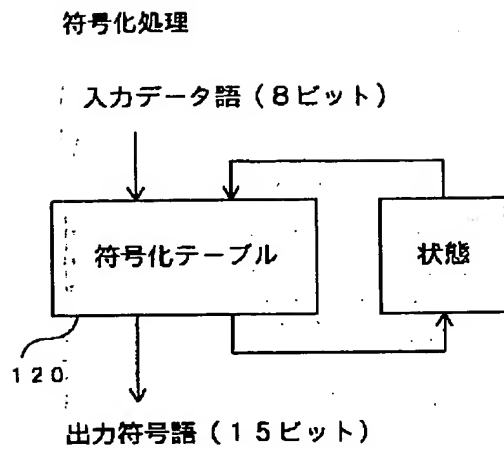 符号化処理
入力データ語(8ビット)
符号化テーブル
状態
120
出力符号語(15ビット)